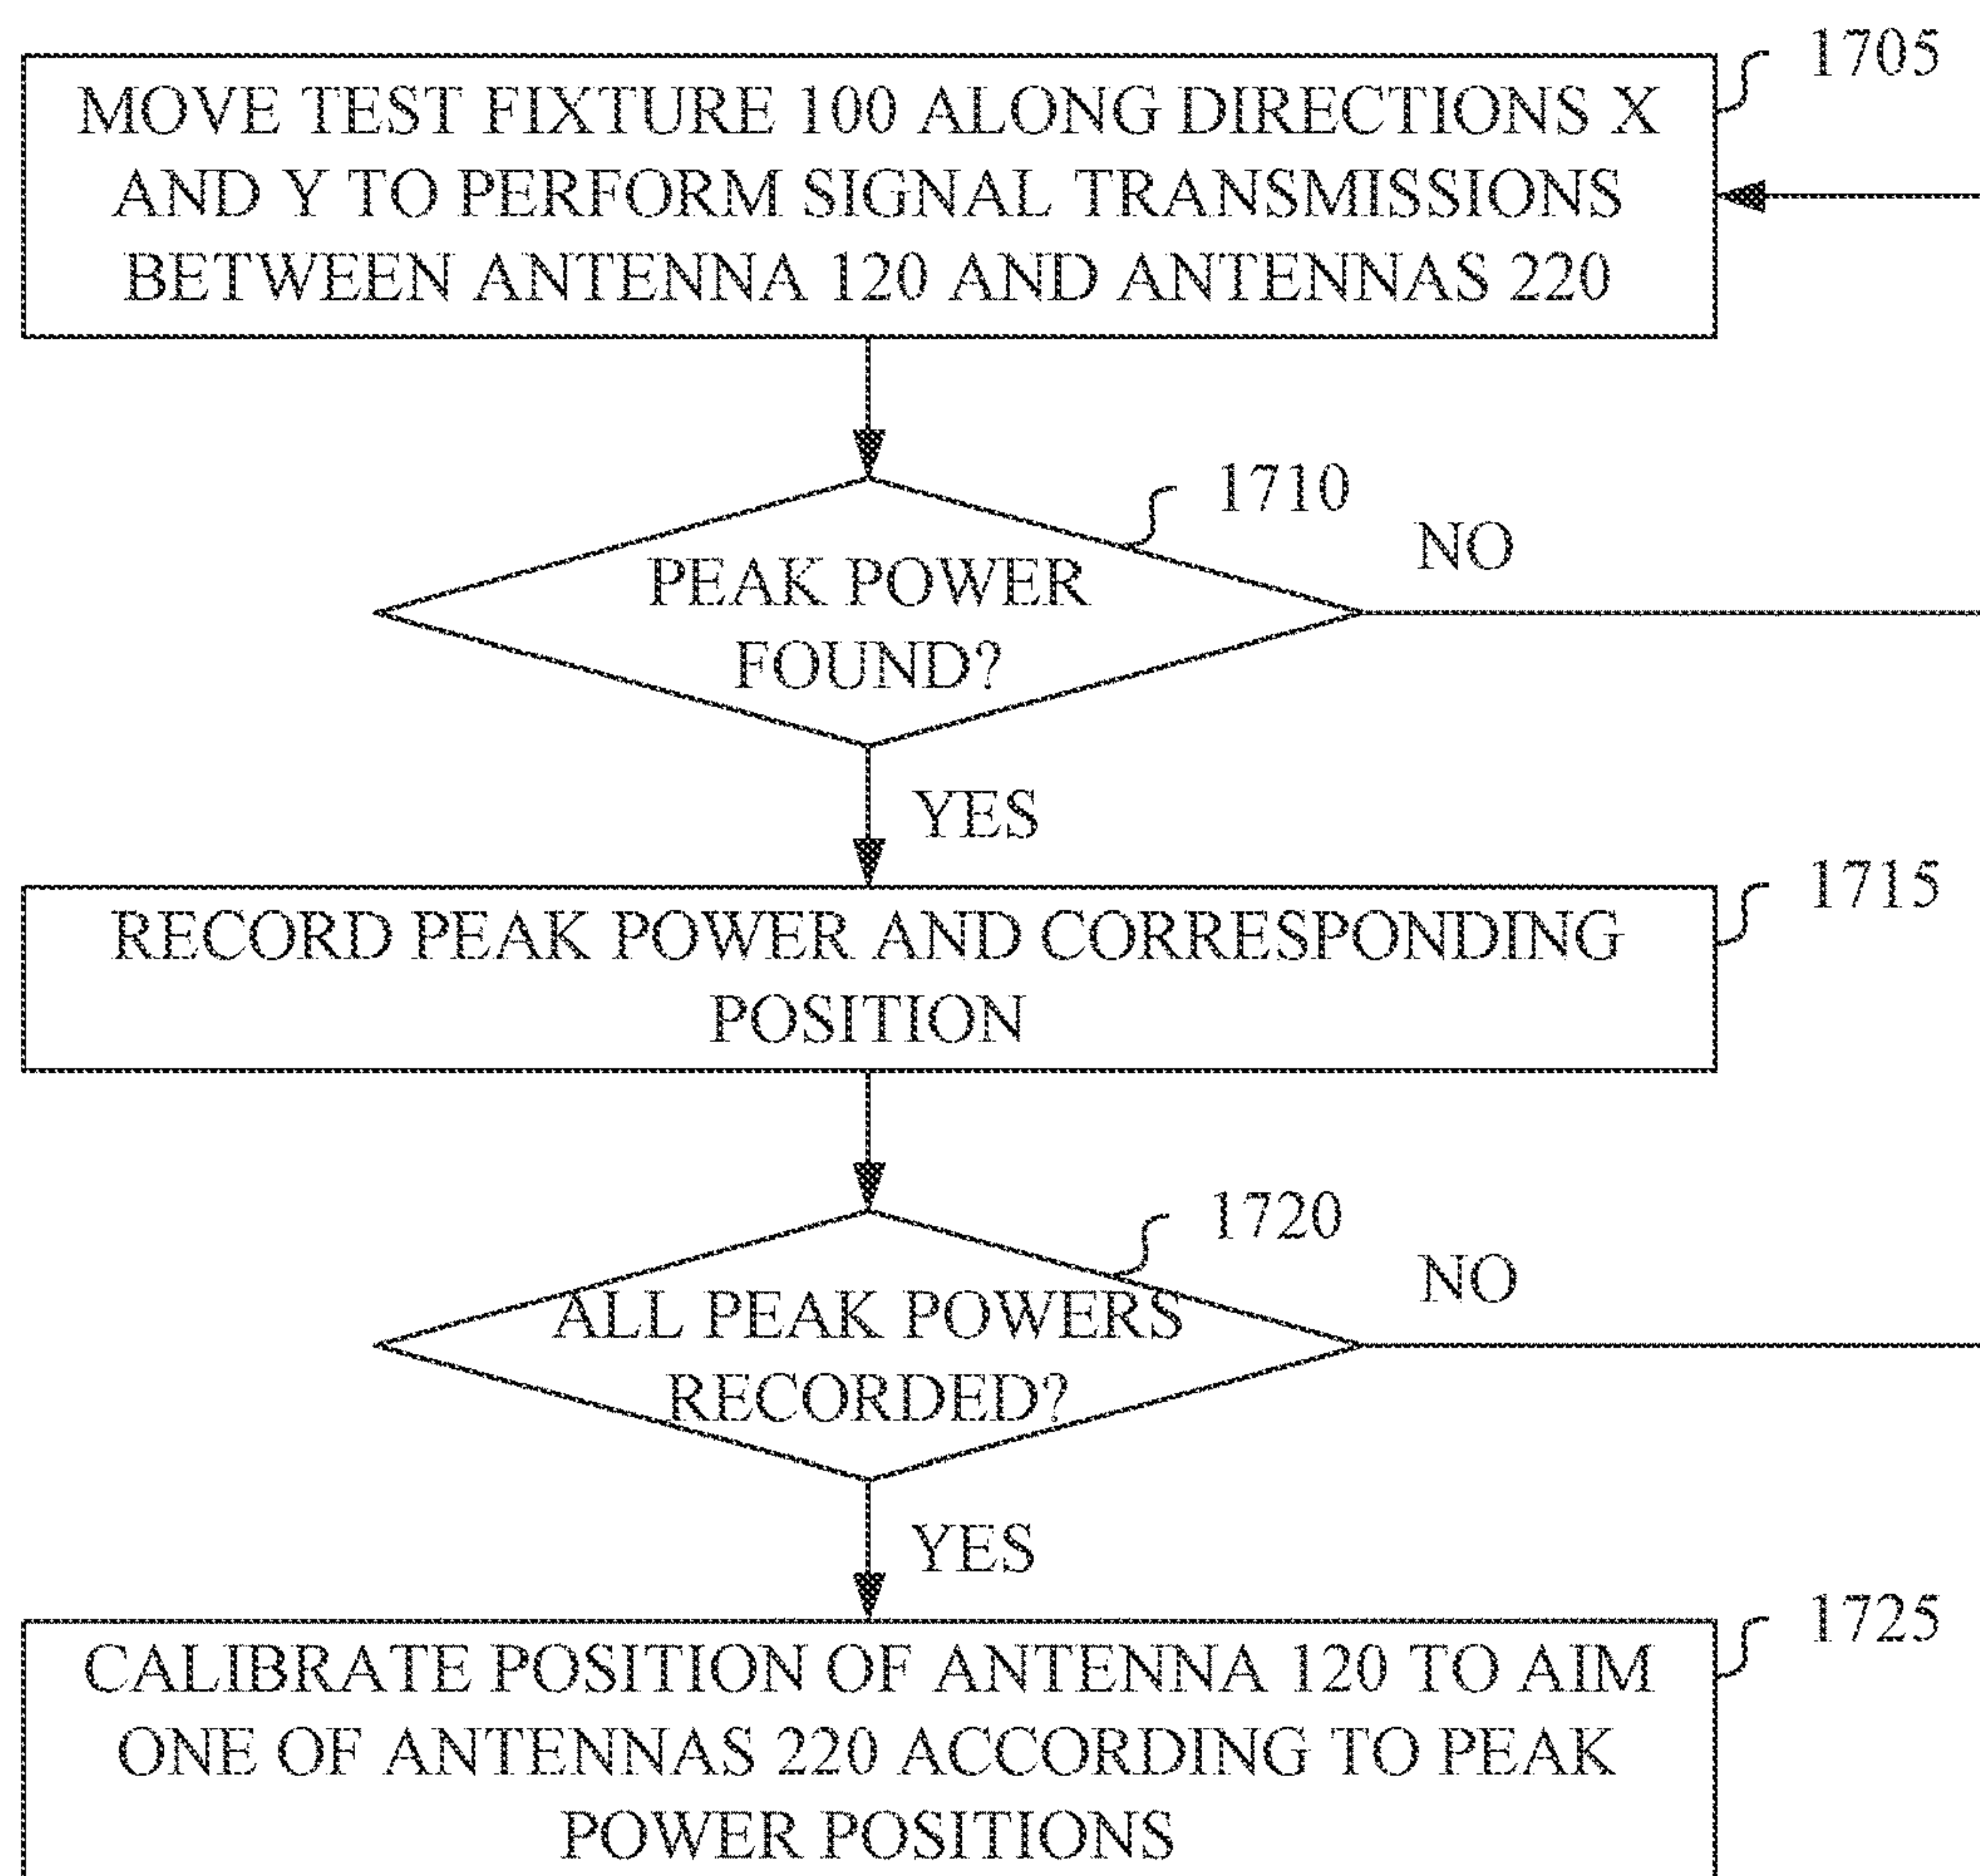 1705
MOVE TEST FIXTURE 100 ALONG DIRECTIONS X
AND Y TO PERFORM SIGNAL TRANSMISSIONS
BETWEEN ANTENNA 120 AND ANTENNAS 220
1710
NO
PEAK POWER
FOUND?
YES
1715
RECORD PEAK POWER AND CORRESPONDING
POSITION
1720
NO
ALL PEAK POWERS
RECORDED?
YES
1725
CALIBRATE POSITION OF ANTENNA 120 TO AIM
ONE OF ANTENNAS 220 ACCORDING TO PEAK
POWER POSITIONS